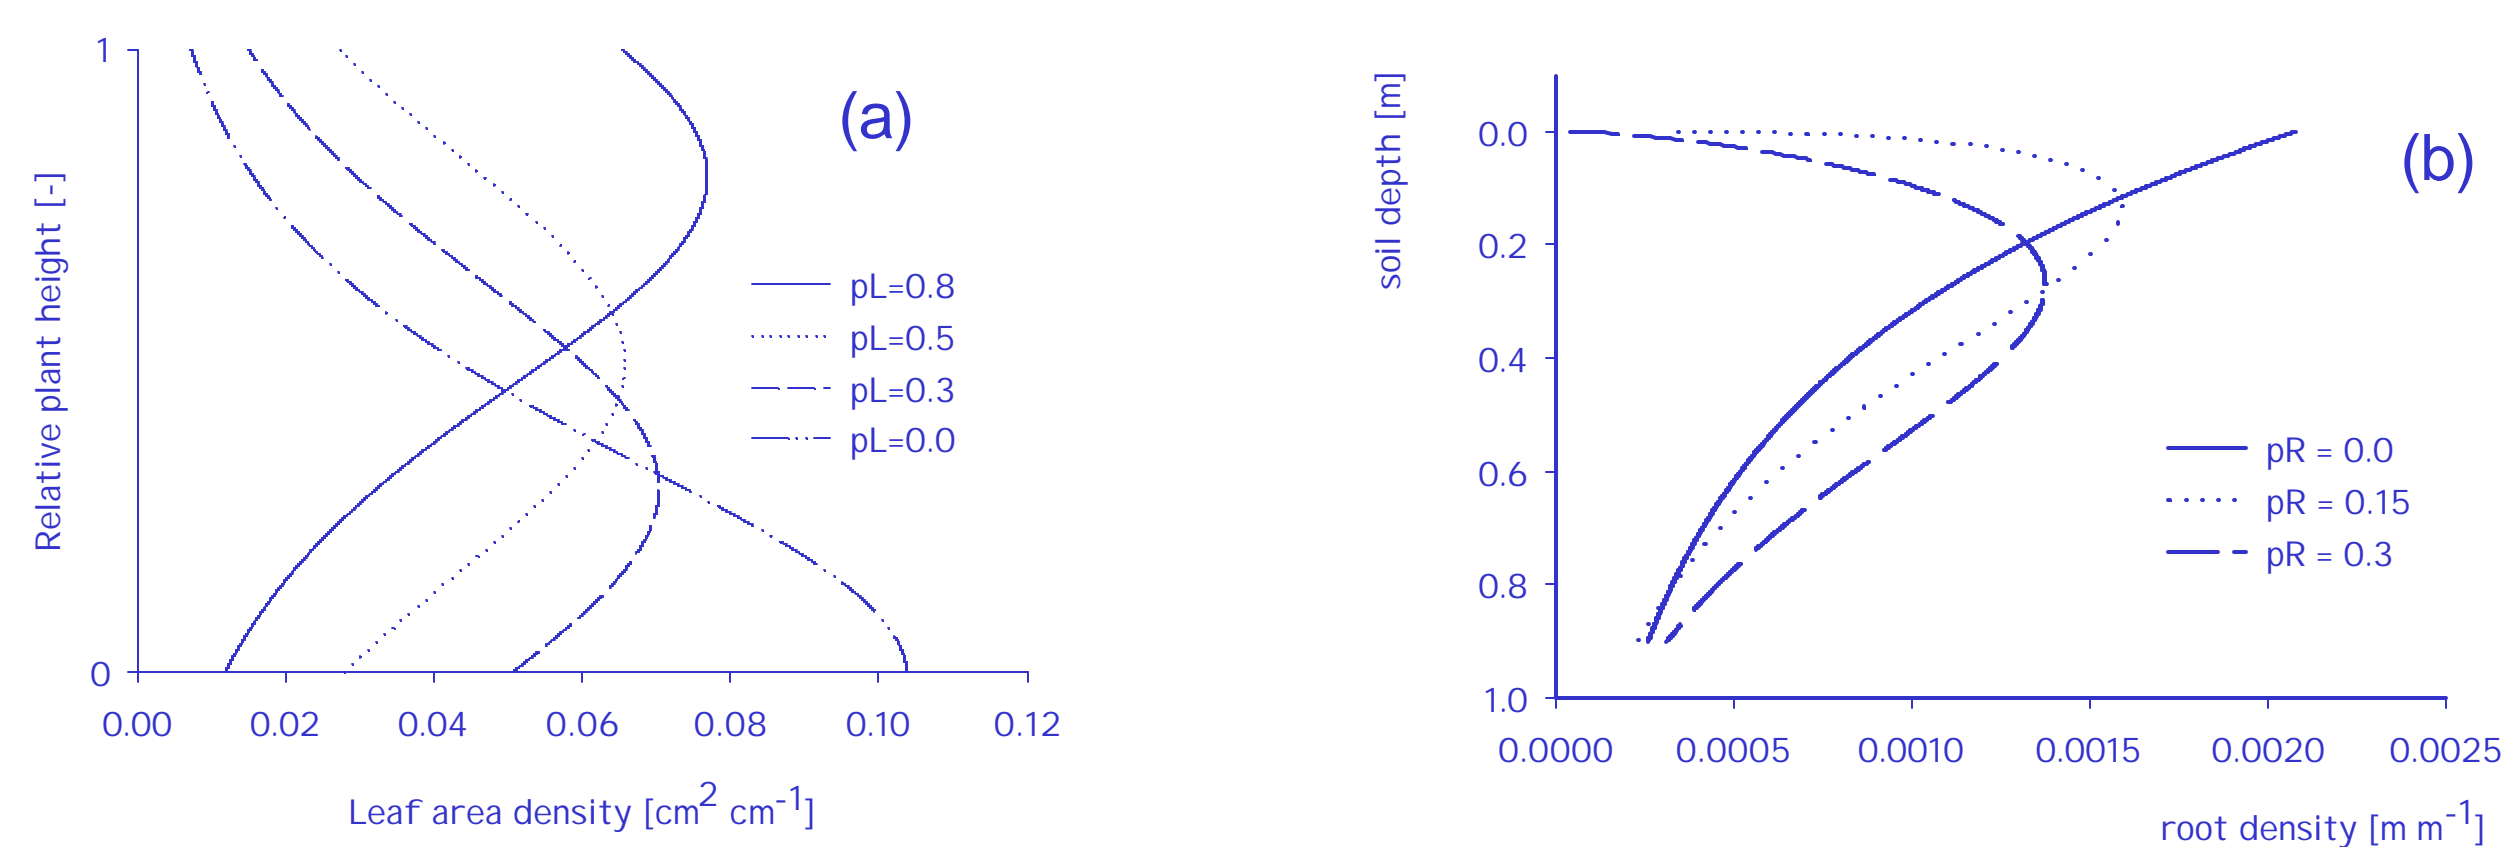 (a)
Relative plant height [-]
1
0
pL=0.8
pL=0.5
pL=0.3
pL=0.0
0.00 0.02 0.04 0.06 0.08 0.10 0.12
Leaf area density [cm² cm⁻¹]
(b)
soil depth [m]
0.0
0.2
0.4
0.6
0.8
1.0
pR = 0.0
pR = 0.15
pR = 0.3
0.0000 0.0005 0.0010 0.0015 0.0020 0.0025
root density [m m⁻¹]